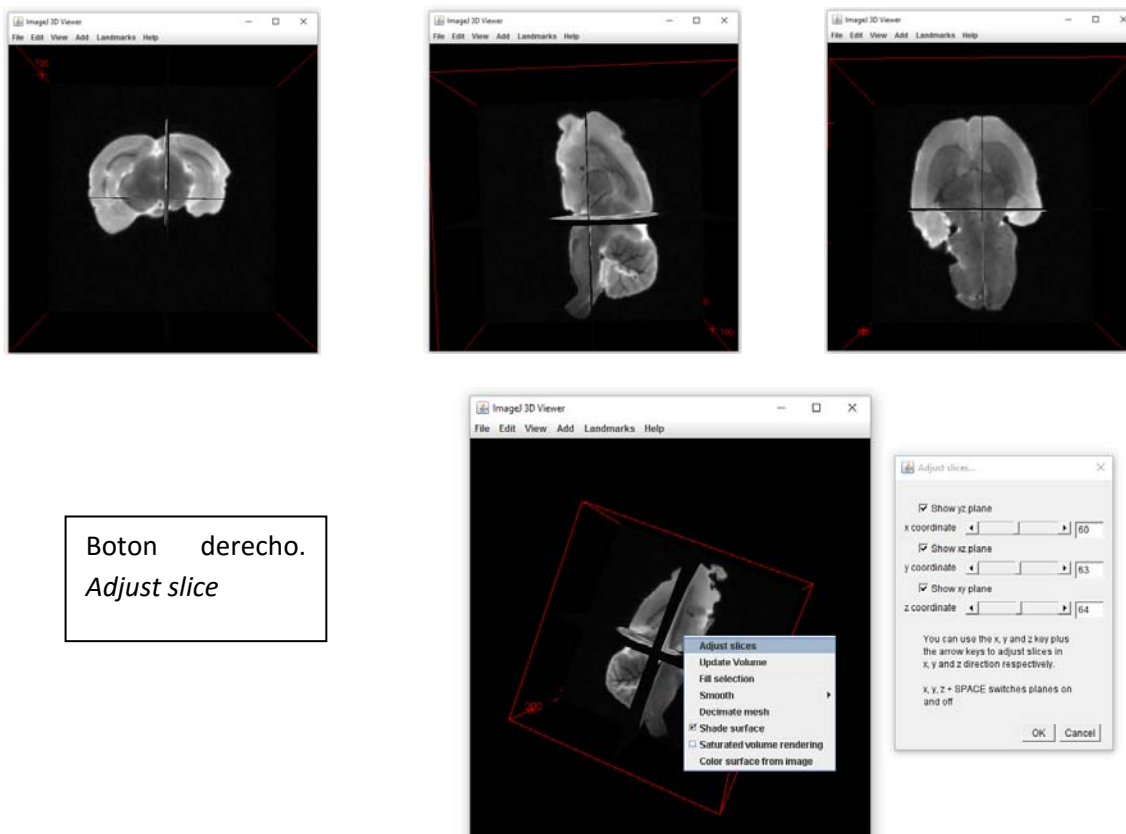 ImageJ 3D Viewer
File Edit View Add Landmarks Help
100
ImageJ 3D Viewer
File Edit View Add Landmarks Help
0
100
ImageJ 3D Viewer
File Edit View Add Landmarks Help
Boton derecho.
Adjust slice
ImageJ 3D Viewer
File Edit View Add Landmarks Help
200
Adjust slices
Update Volume
Fill selection
Smooth
Decimate mesh
Shade surface
Saturated volume rendering
Color surface from image
Adjust slices...
Show yz plane
x coordinate 60
Show xz plane
y coordinate 63
Show xy plane
z coordinate 64
You can use the x, y and z key plus
the arrow keys to adjust slices in
x, y and z direction respectively.
x, y, z + SPACE switches planes on
and off
OK Cancel